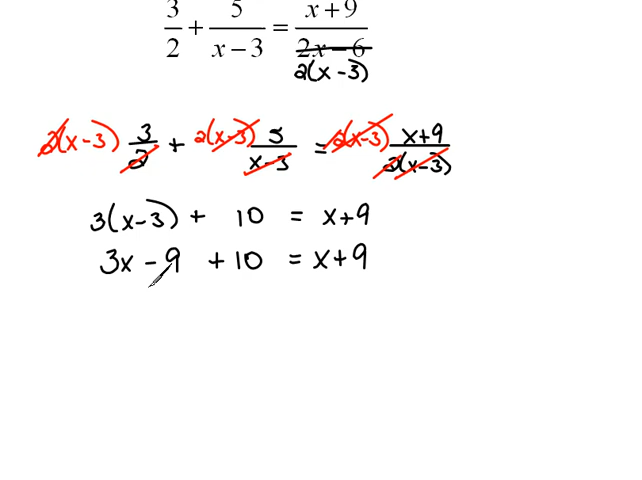 3/2 + 5/(x − 3) = (x + 9)/(2x − 6)
2(x − 3)
2(x − 3) 3/2 + 2(x − 3) 5/(x − 3) = 2(x − 3) (x + 9)/(2(x − 3))
3(x − 3) + 10 = x + 9
3x − 9 + 10 = x + 9